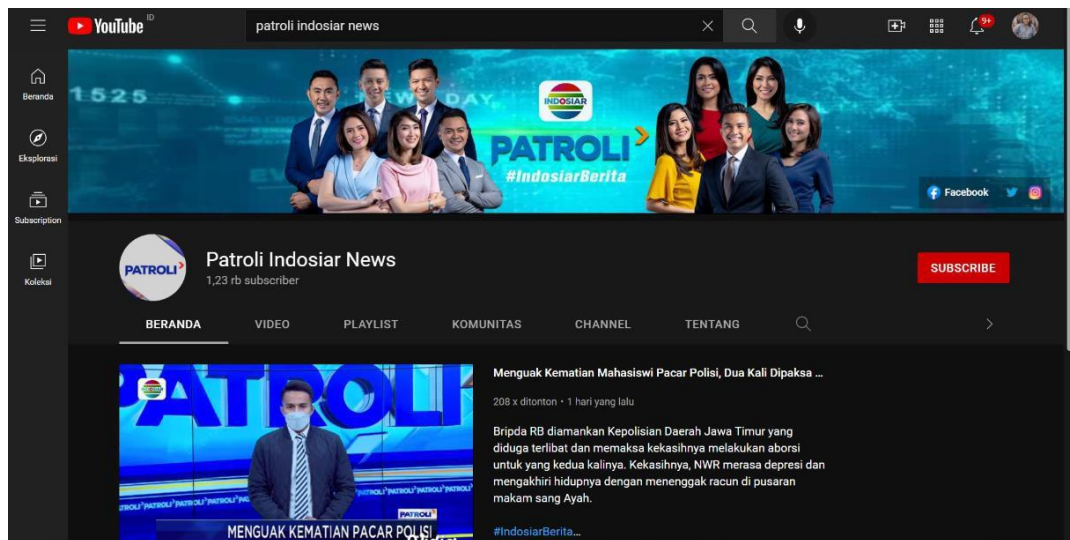 YouTube ID
patroli indosiar news
9+
Beranda
Eksplorasi
Subscription
Koleksi
1525
INDOSIAR
PATROLI
#IndosiarBerita
Facebook
PATROLI
Patroli Indosiar News
1,23 rb subscriber
SUBSCRIBE
BERANDA VIDEO PLAYLIST KOMUNITAS CHANNEL TENTANG
PATROLI
PATROLI
MENGUAK KEMATIAN PACAR POLISI
Menguak Kematian Mahasiswi Pacar Polisi, Dua Kali Dipaksa ...
208 x ditonton • 1 hari yang lalu
Bripda RB diamankan Kepolisian Daerah Jawa Timur yang
diduga terlibat dan memaksa kekasihnya melakukan aborsi
untuk yang kedua kalinya. Kekasihnya, NWR merasa depresi dan
mengakhiri hidupnya dengan menenggak racun di pusaran
makam sang Ayah.
#IndosiarBerita...